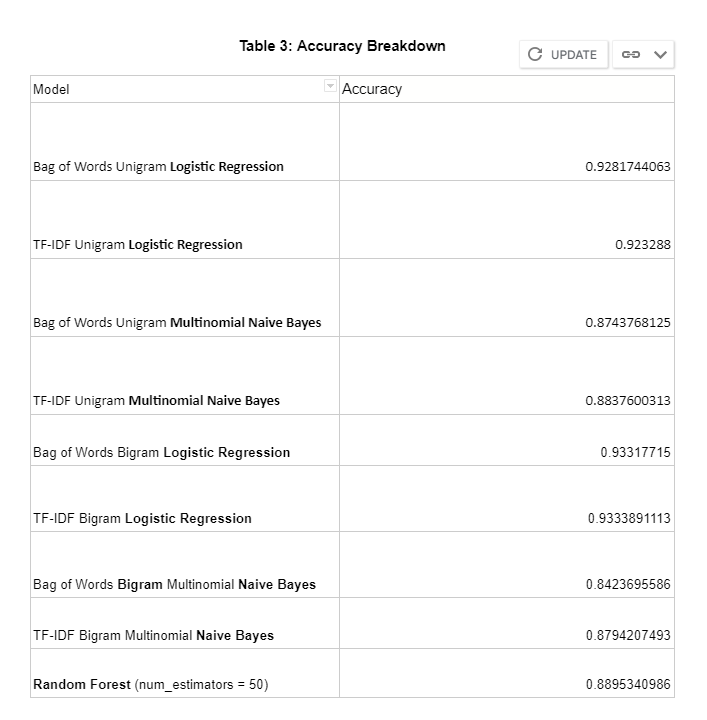 Table 3: Accuracy Breakdown
UPDATE
Model Accuracy
Bag of Words Unigram Logistic Regression 0.9281744063
TF-IDF Unigram Logistic Regression 0.923288
Bag of Words Unigram Multinomial Naive Bayes 0.8743768125
TF-IDF Unigram Multinomial Naive Bayes 0.8837600313
Bag of Words Bigram Logistic Regression 0.93317715
TF-IDF Bigram Logistic Regression 0.9333891113
Bag of Words Bigram Multinomial Naive Bayes 0.8423695586
TF-IDF Bigram Multinomial Naive Bayes 0.8794207493
Random Forest (num_estimators = 50) 0.8895340986